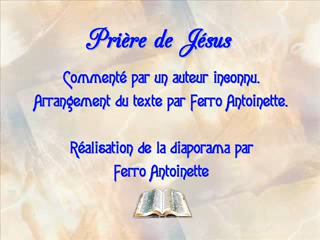 Prière de Jésus
Commenté par un auteur inconnu.
Arrangement du texte par Ferro Antoinette.
Réalisation de la diaporama par
Ferro Antoinette